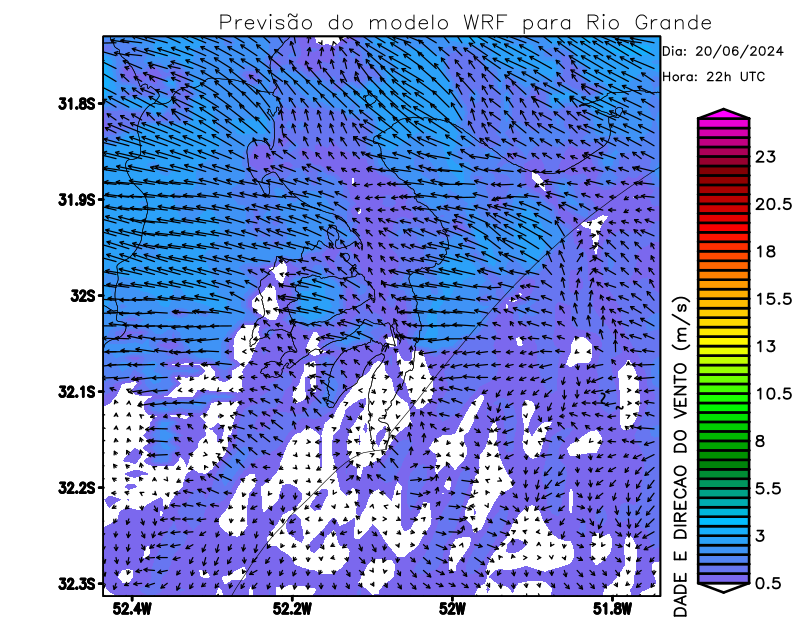 Previsão do modelo WRF para Rio Grande
Dia: 20/06/2024
Hora: 22h UTC
31.8S
31.9S
32S
32.1S
32.2S
32.3S
52.4W
52.2W
52W
51.8W
23
20.5
18
15.5
13
10.5
8
5.5
3
0.5
DADE E DIRECAO DO VENTO (m/s)